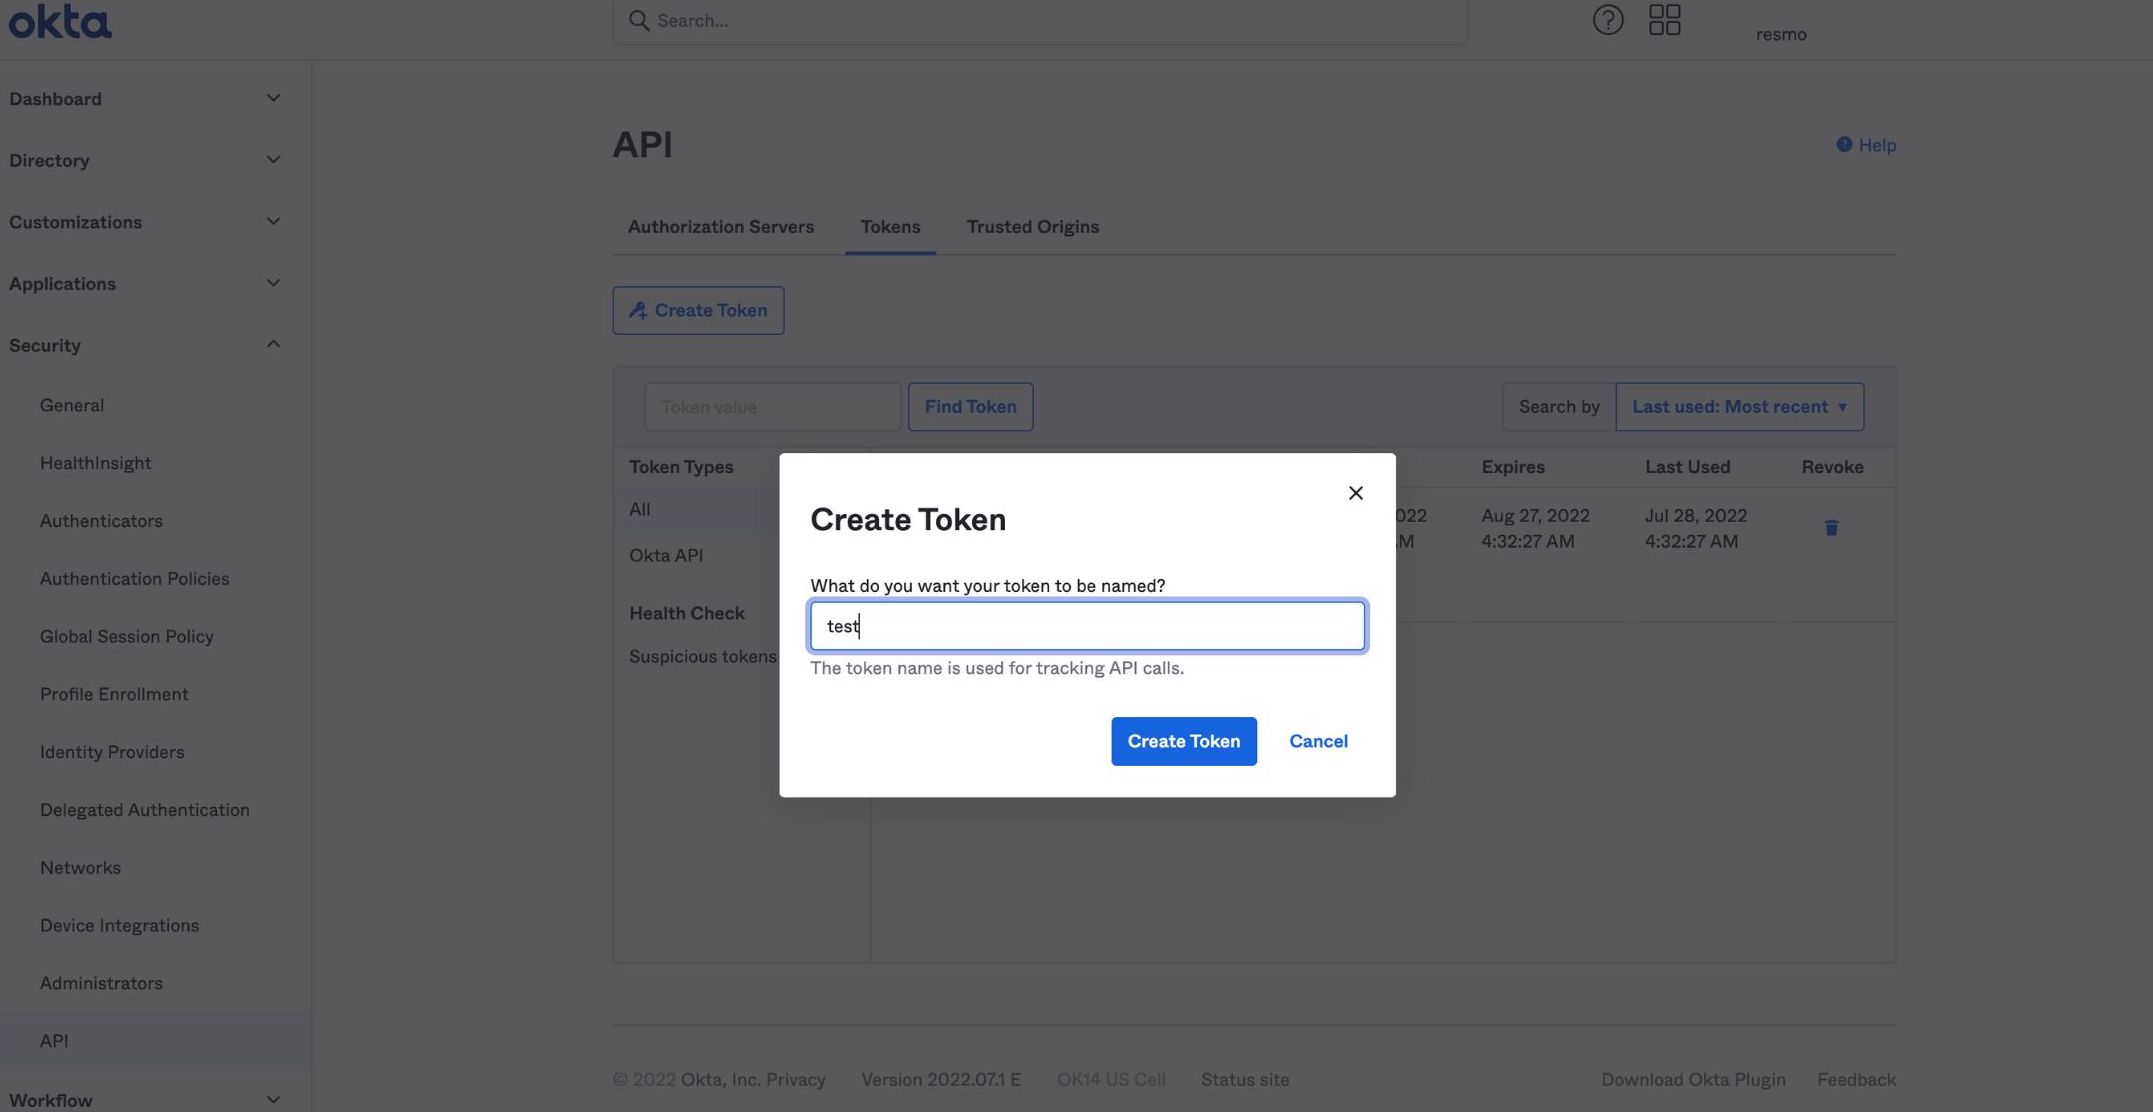 okta
Search...
resmo
Dashboard
Directory
Customizations
Applications
Security
General
HealthInsight
Authenticators
Authentication Policies
Global Session Policy
Profile Enrollment
Identity Providers
Delegated Authentication
Networks
Device Integrations
Administrators
API
Workflow
API
Help
Authorization Servers Tokens Trusted Origins
Create Token
Token value Find Token Search by Last used: Most recent
Token Types Expires Last Used Revoke
All
Okta API
Health Check
Suspicious tokens
022 Aug 27, 2022 Jul 28, 2022
M 4:32:27 AM 4:32:27 AM
Create Token
What do you want your token to be named?
test
The token name is used for tracking API calls.
Create Token Cancel
© 2022 Okta, Inc. Privacy Version 2022.07.1 E OK14 US Cell Status site Download Okta Plugin Feedback